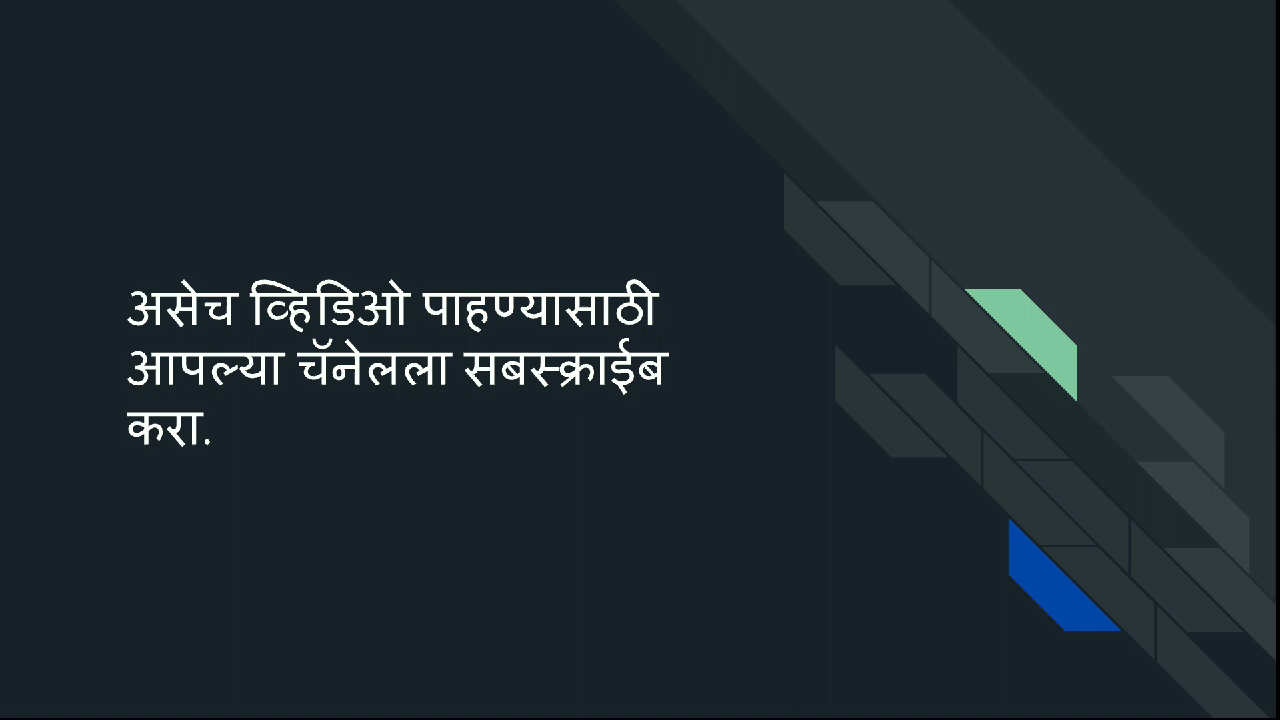 असेच व्हिडिओ पाहण्यासाठी
आपल्या चॅनेलला सबस्क्राईब
करा.